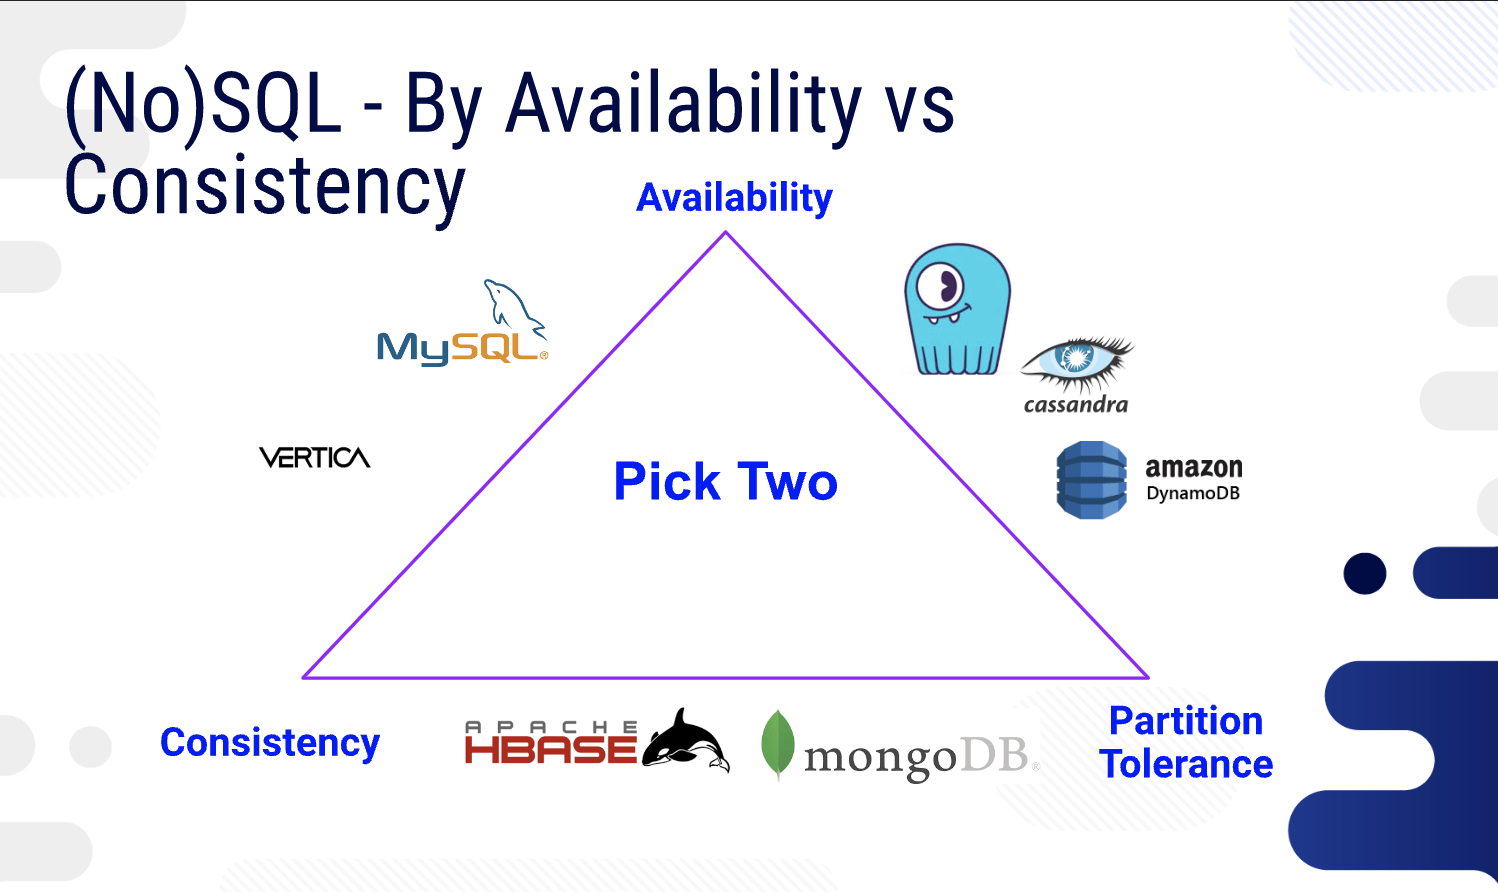 (No)SQL - By Availability vs
Consistency
Availability
MySQL®
cassandra
VERTICA
Pick Two
amazon
DynamoDB
Consistency
APACHE
HBASE
mongoDB®
Partition
Tolerance